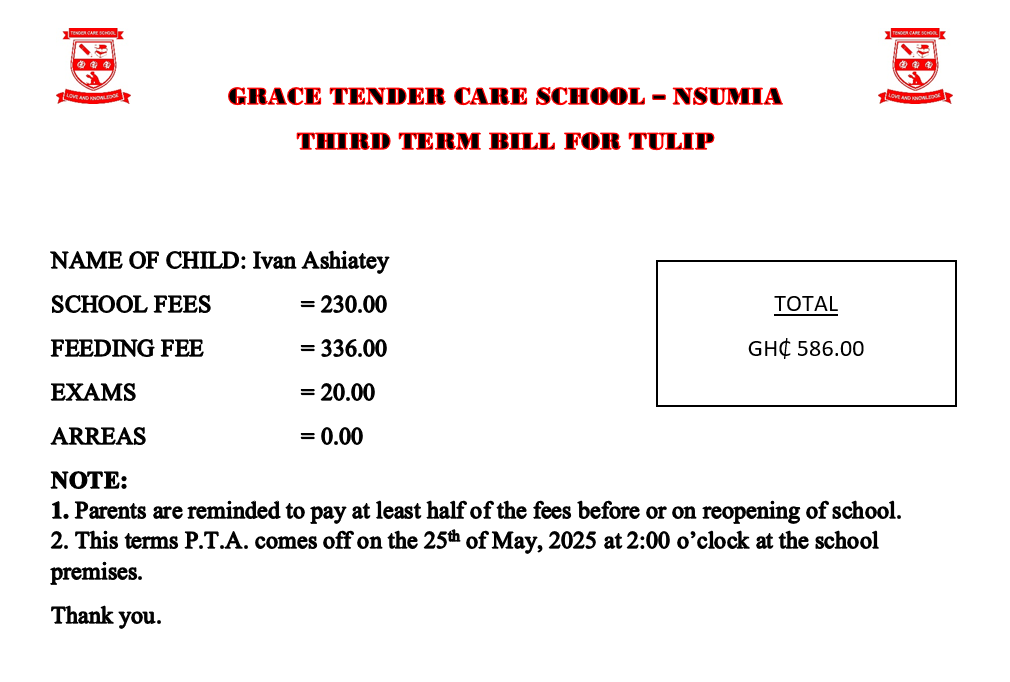 TENDER CARE SCHOOL
LOVE AND KNOWLEDGE
TENDER CARE SCHOOL
LOVE AND KNOWLEDGE
GRACE TENDER CARE SCHOOL – NSUMIA
THIRD TERM BILL FOR TULIP
NAME OF CHILD: Ivan Ashiatey
SCHOOL FEES = 230.00
FEEDING FEE = 336.00
EXAMS = 20.00
ARREAS = 0.00
TOTAL
GH₵ 586.00
NOTE:
1. Parents are reminded to pay at least half of the fees before or on reopening of school.
2. This terms P.T.A. comes off on the 25th of May, 2025 at 2:00 o’clock at the school
premises.
Thank you.